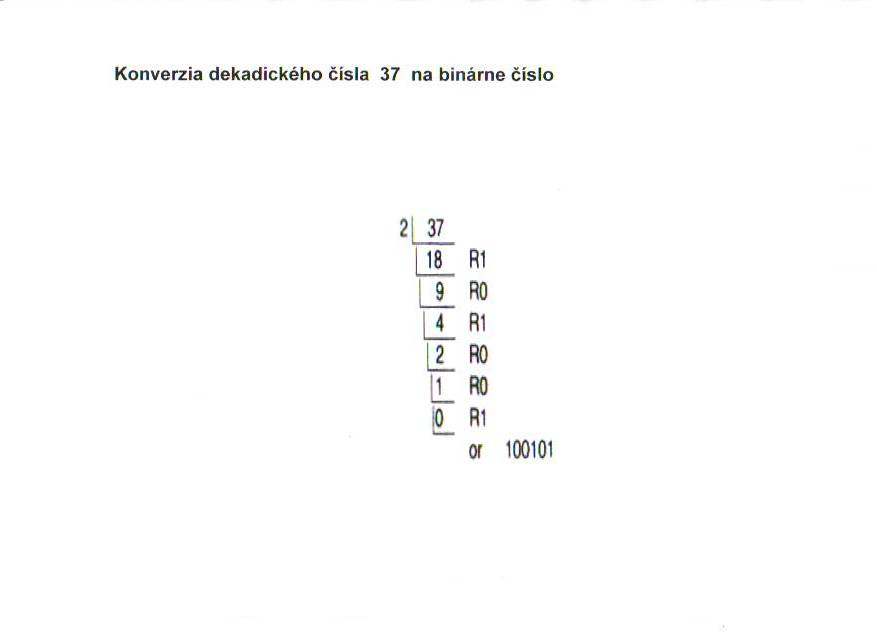 Konverzia dekadického čísla 37 na binárne číslo
2 37
18 R1
9 R0
4 R1
2 R0
1 R0
0 R1
or 100101